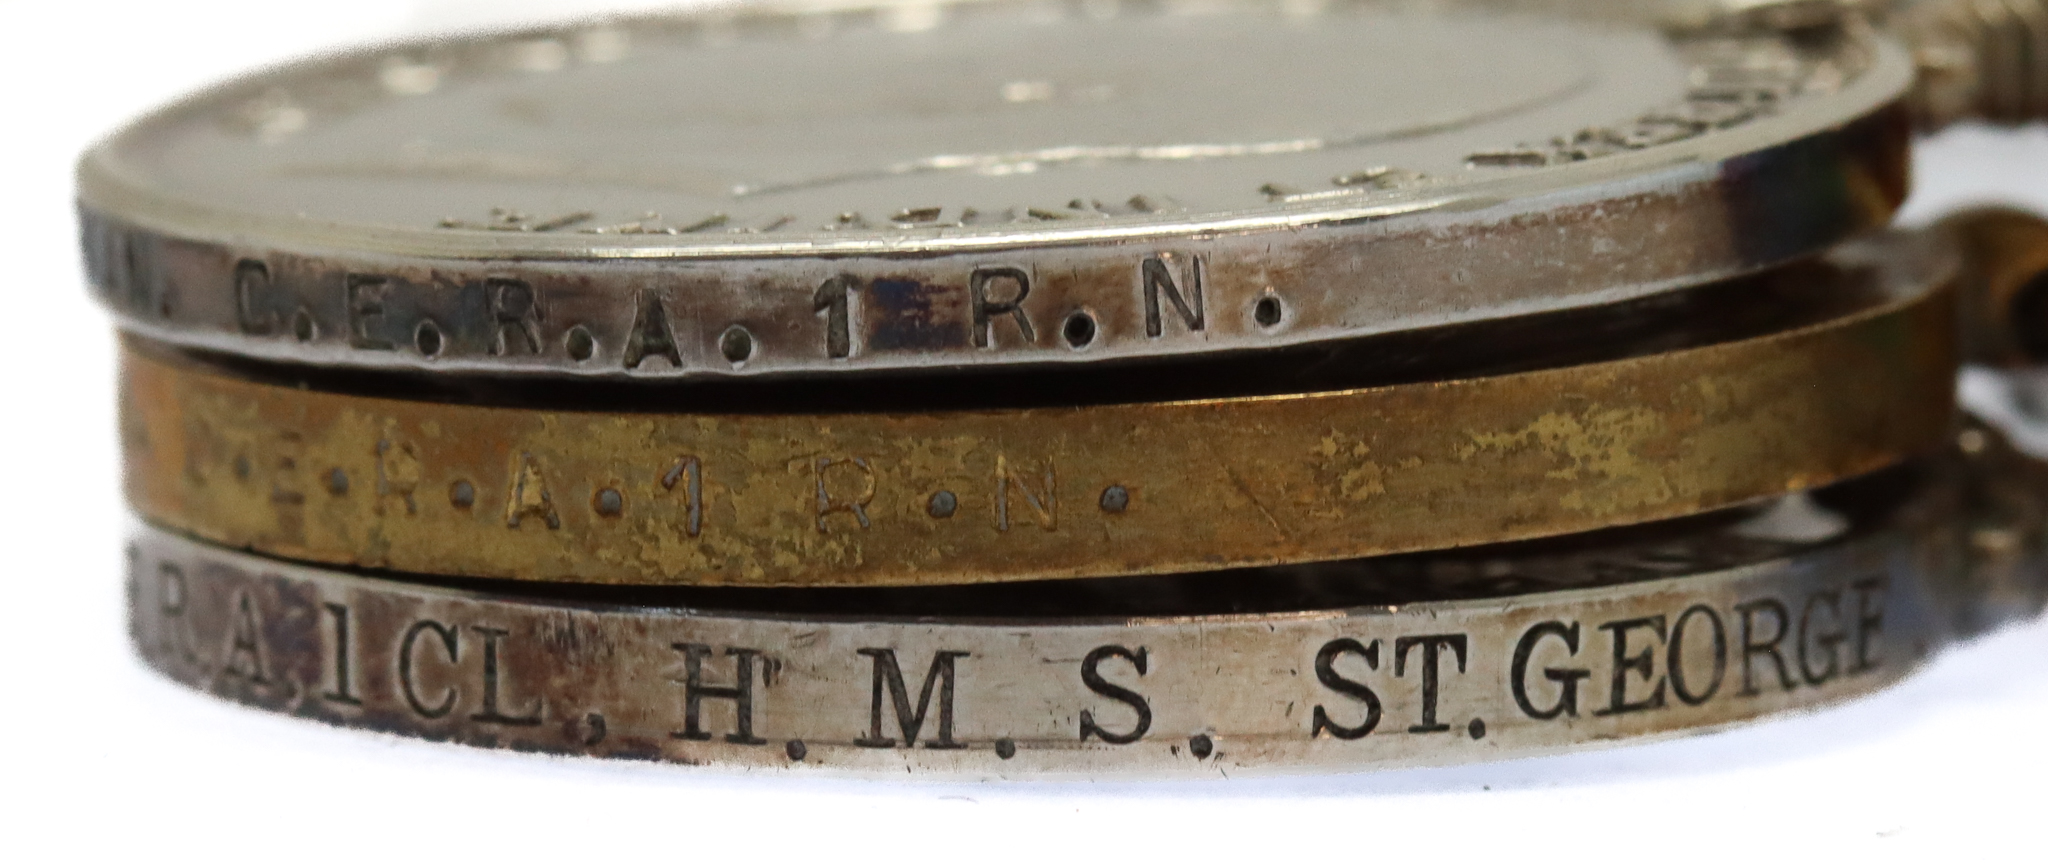 C.E.R.A.1 R.N.
E.R.A.1 R.N.
R.A.1CL, H.M.S. ST.GEORGE